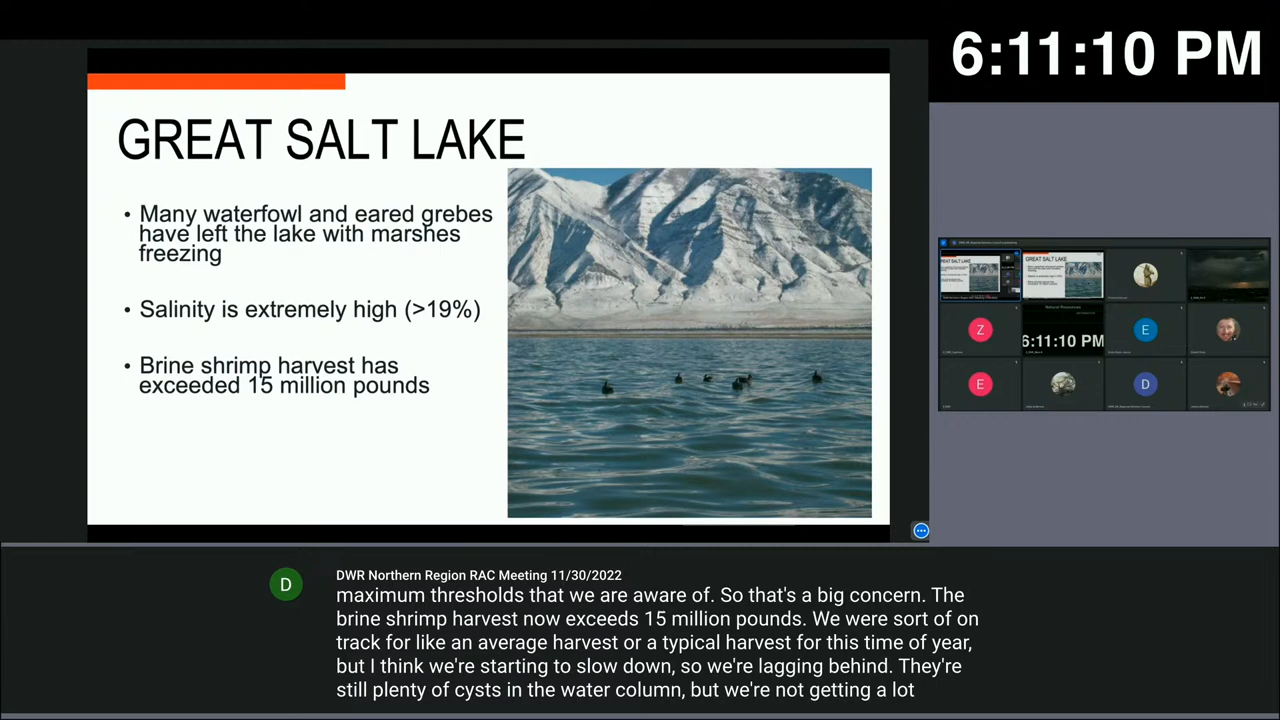 6:11:10 PM
GREAT SALT LAKE
• Many waterfowl and eared grebes
have left the lake with marshes
freezing
• Salinity is extremely high (>19%)
• Brine shrimp harvest has
exceeded 15 million pounds
GREAT SALT LAKE
Z
6:11:10 PM
E
E
D
D
DWR Northern Region RAC Meeting 11/30/2022
maximum thresholds that we are aware of. So that's a big concern. The
brine shrimp harvest now exceeds 15 million pounds. We were sort of on
track for like an average harvest or a typical harvest for this time of year,
but I think we're starting to slow down, so we're lagging behind. They're
still plenty of cysts in the water column, but we're not getting a lot